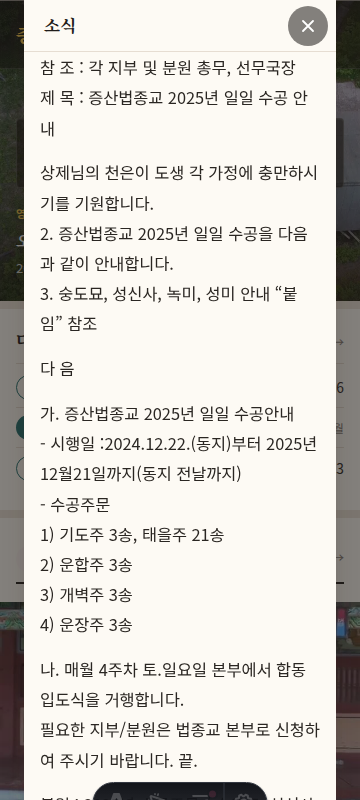 소식
참 조 : 각 지부 및 분원 총무, 선무국장
제 목 : 증산법종교 2025년 일일 수공 안
내
상제님의 천은이 도생 각 가정에 충만하시
기를 기원합니다.
2. 증산법종교 2025년 일일 수공을 다음
과 같이 안내합니다.
3. 숭도묘, 성신사, 녹미, 성미 안내 “붙
임” 참조
다 음
가. 증산법종교 2025년 일일 수공안내
- 시행일 :2024.12.22.(동지)부터 2025년
12월21일까지(동지 전날까지)
- 수공주문
1) 기도주 3송, 태을주 21송
2) 운합주 3송
3) 개벽주 3송
4) 운장주 3송
나. 매월 4주차 토.일요일 본부에서 합동
입도식을 거행합니다.
필요한 지부/분원은 법종교 본부로 신청하
여 주시기 바랍니다. 끝.